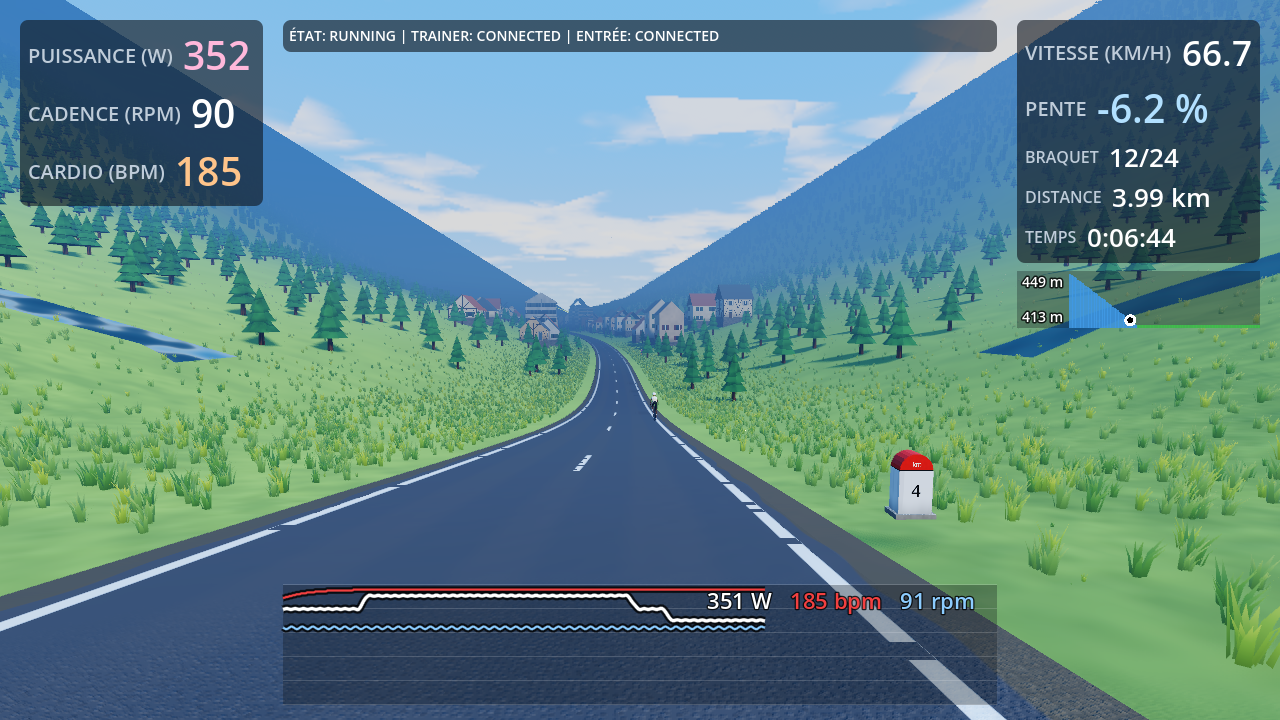 PUISSANCE (W) 352
CADENCE (RPM) 90
CARDIO (BPM) 185
ÉTAT: RUNNING | TRAINER: CONNECTED | ENTRÉE: CONNECTED
VITESSE (KM/H) 66.7
PENTE -6.2 %
BRAQUET 12/24
DISTANCE 3.99 km
TEMPS 0:06:44
449 m
413 m
km
4
351 W 185 bpm 91 rpm